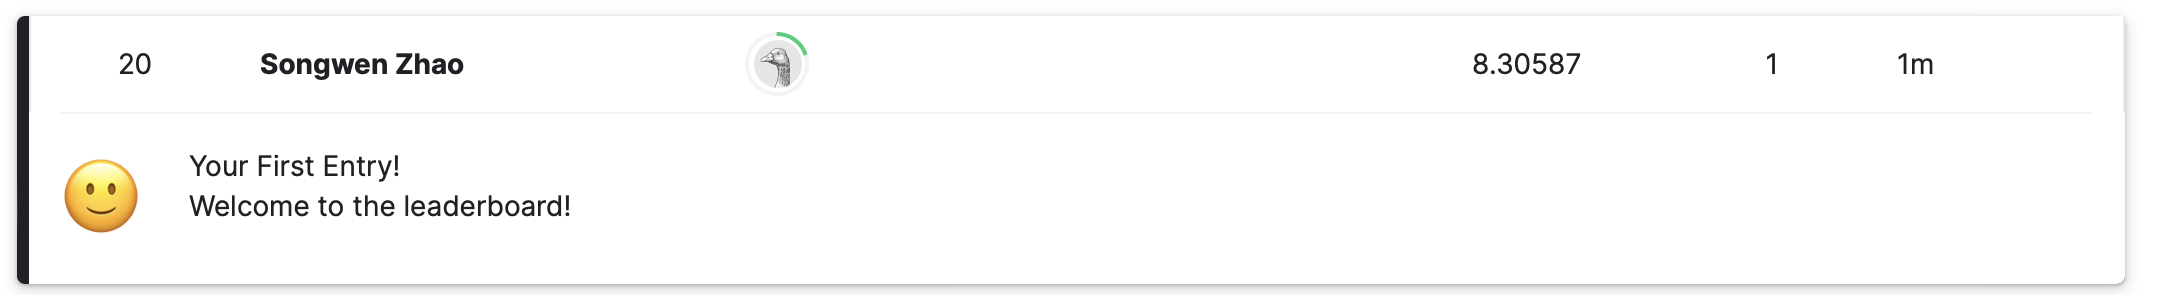 20 Songwen Zhao 8.30587 1 1m
Your First Entry!
Welcome to the leaderboard!